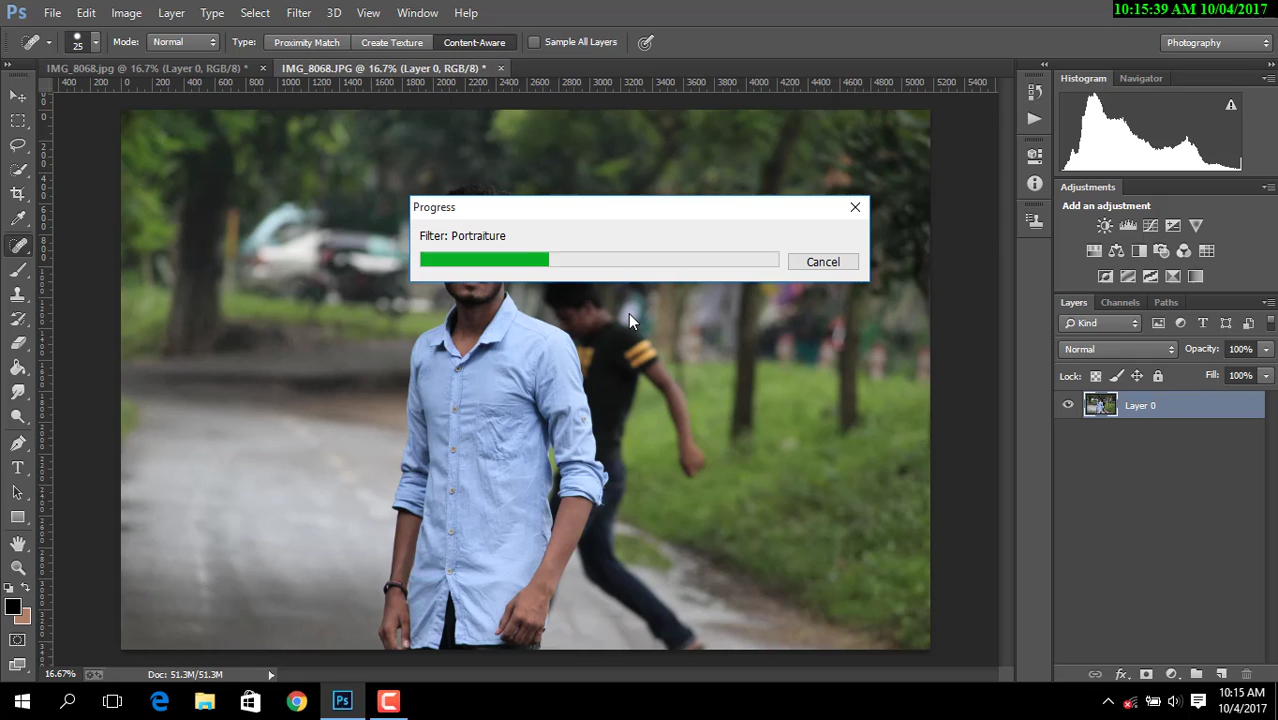 10:15:39 AM 10/04/2017
Ps File Edit Image Layer Type Select Filter 3D View Window Help
25 Mode: Normal Type: Proximity Match Create Texture Content-Aware Sample All Layers Photography
IMG_8068.jpg @ 16.7% (Layer 0, RGB/8) * IMG_8068.JPG @ 16.7% (Layer 0, RGB/8) *
400 200 0 200 400 600 800 1000 1200 1400 1600 1800 2000 2200 2400 2600 2800 3000 3200 3400 3600 3800 4000 4200 4400 4600 4800 5000 5200 5400
Histogram Navigator
Progress
Filter: Portraiture
Cancel
Adjustments
Add an adjustment
Layers Channels Paths
Kind
Normal Opacity: 100%
Lock: Fill: 100%
Layer 0
T
16.67% Doc: 51.3M/51.3M
Ps
10:15 AM
10/4/2017